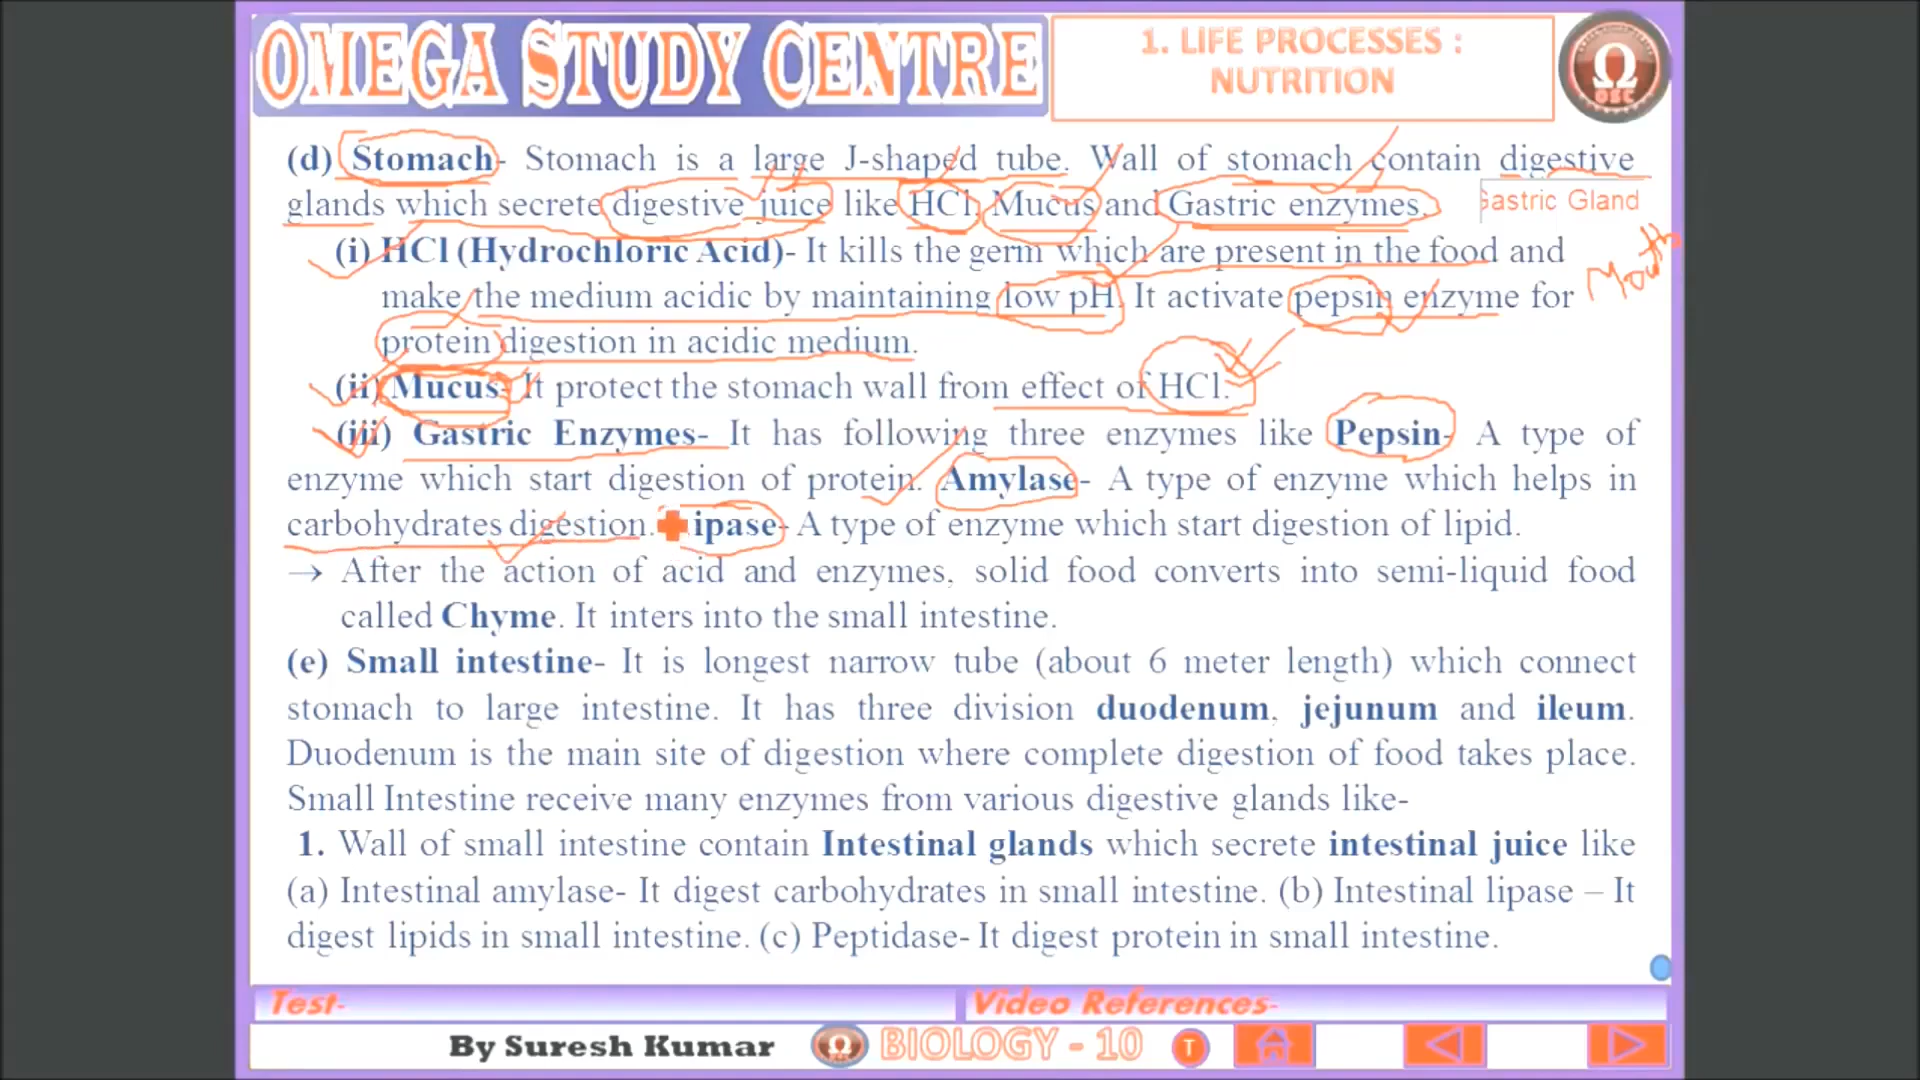 OMEGA STUDY CENTRE
1. LIFE PROCESSES :
NUTRITION
Ω
OSC
(d) Stomach- Stomach is a large J-shaped tube. Wall of stomach contain digestive
glands which secrete digestive juice like HCl, Mucus and Gastric enzymes.
Gastric Gland
(i) HCl (Hydrochloric Acid)- It kills the germ which are present in the food and
Mouth
make the medium acidic by maintaining low pH. It activate pepsin enzyme for
protein digestion in acidic medium.
(ii) Mucus- It protect the stomach wall from effect of HCl.
(iii) Gastric Enzymes- It has following three enzymes like Pepsin- A type of
enzyme which start digestion of protein. Amylase- A type of enzyme which helps in
carbohydrates digestion. ipase- A type of enzyme which start digestion of lipid.
→ After the action of acid and enzymes, solid food converts into semi-liquid food
called Chyme. It inters into the small intestine.
(e) Small intestine- It is longest narrow tube (about 6 meter length) which connect
stomach to large intestine. It has three division duodenum, jejunum and ileum.
Duodenum is the main site of digestion where complete digestion of food takes place.
Small Intestine receive many enzymes from various digestive glands like-
1. Wall of small intestine contain Intestinal glands which secrete intestinal juice like
(a) Intestinal amylase- It digest carbohydrates in small intestine. (b) Intestinal lipase – It
digest lipids in small intestine. (c) Peptidase- It digest protein in small intestine.
Test-
Video References-
By Suresh Kumar
Ω
BIOLOGY - 10
T